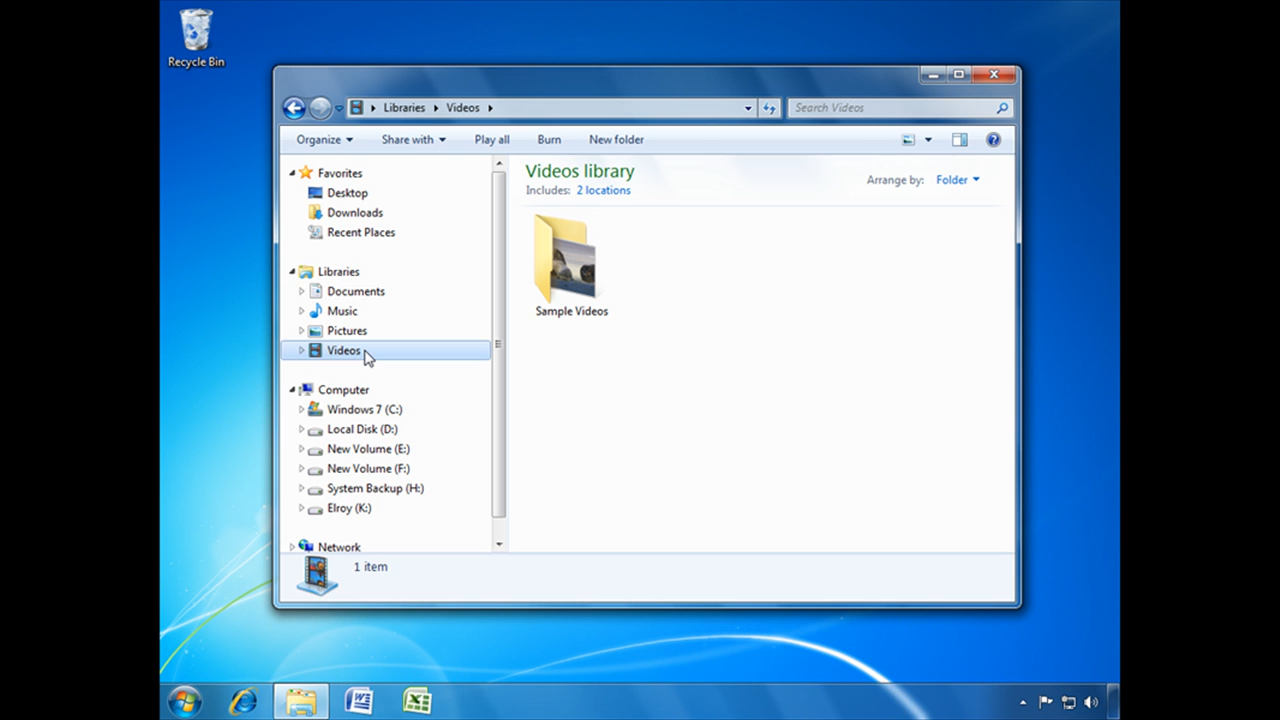 Recycle Bin
Libraries Videos
Search Videos
Organize Share with Play all Burn New folder
Favorites
Desktop
Downloads
Recent Places
Libraries
Documents
Music
Pictures
Videos
Computer
Windows 7 (C:)
Local Disk (D:)
New Volume (E:)
New Volume (F:)
System Backup (H:)
Elroy (K:)
Network
Videos library
Includes: 2 locations
Arrange by: Folder
Sample Videos
1 item